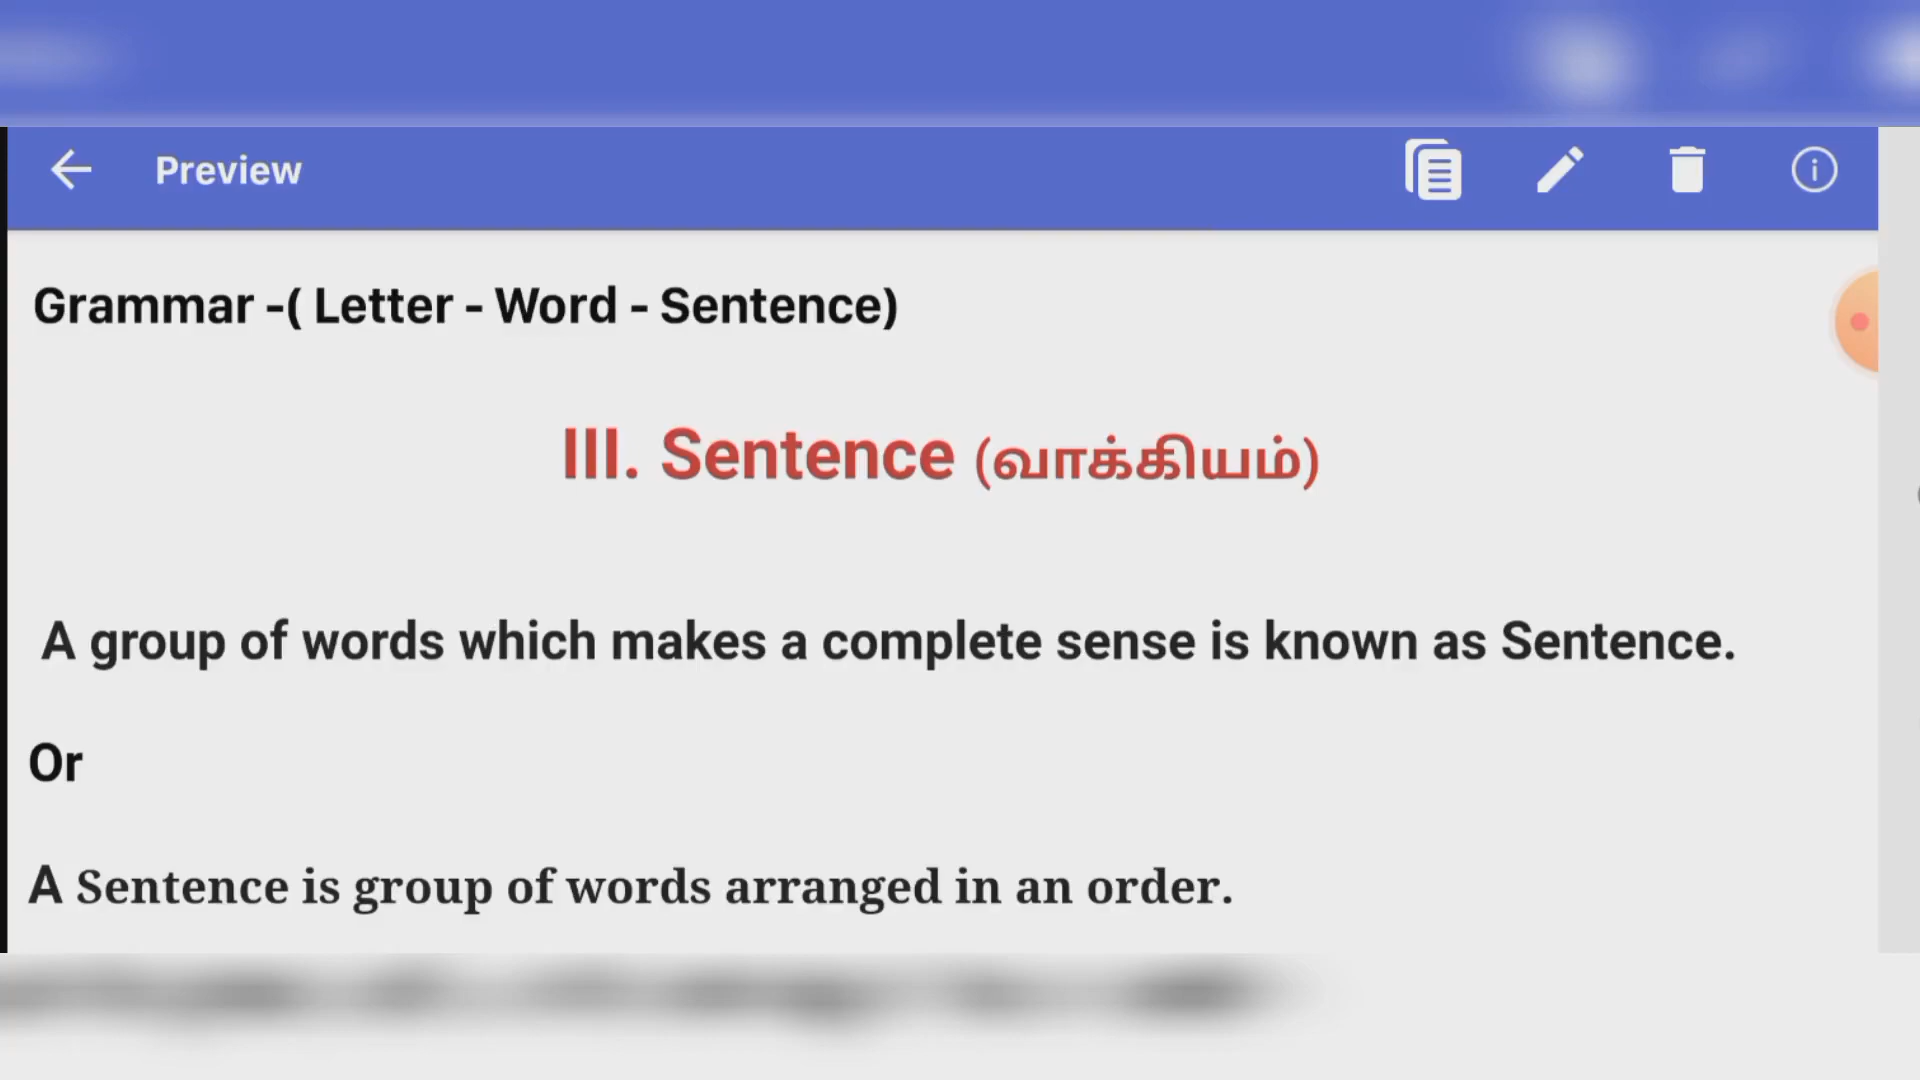 Preview
Grammar -( Letter - Word - Sentence)
III. Sentence (வாக்கியம்)
A group of words which makes a complete sense is known as Sentence.
Or
A Sentence is group of words arranged in an order.